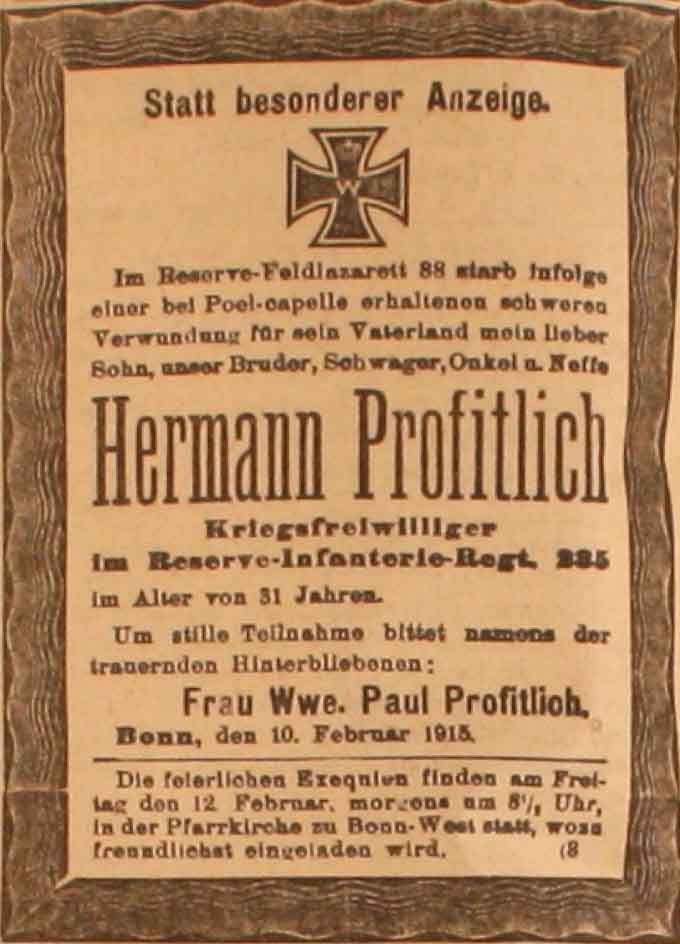 Statt besonderer Anzeige.
W
Im Reserve-Feldlazarett 88 starb infolge
einer bei Poel-capelle erhaltenen schweren
Verwundung für sein Vaterland mein lieber
Sohn, unser Bruder, Schwager, Onkel u. Neffe
Hermann Profitlich
Kriegsfreiwilliger
im Reserve-Infanterie-Regt. 235
im Alter von 31 Jahren.
Um stille Teilnahme bittet namens der
trauernden Hinterbliebenen:
Frau Wwe. Paul Profitlich.
Bonn, den 10. Februar 1915.
Die feierlichen Exequien finden am Frei-
tag den 12 Februar, morgens um 8½ Uhr,
in der Pfarrkirche zu Bonn-West statt, wozu
freundlichst eingeladen wird. (8